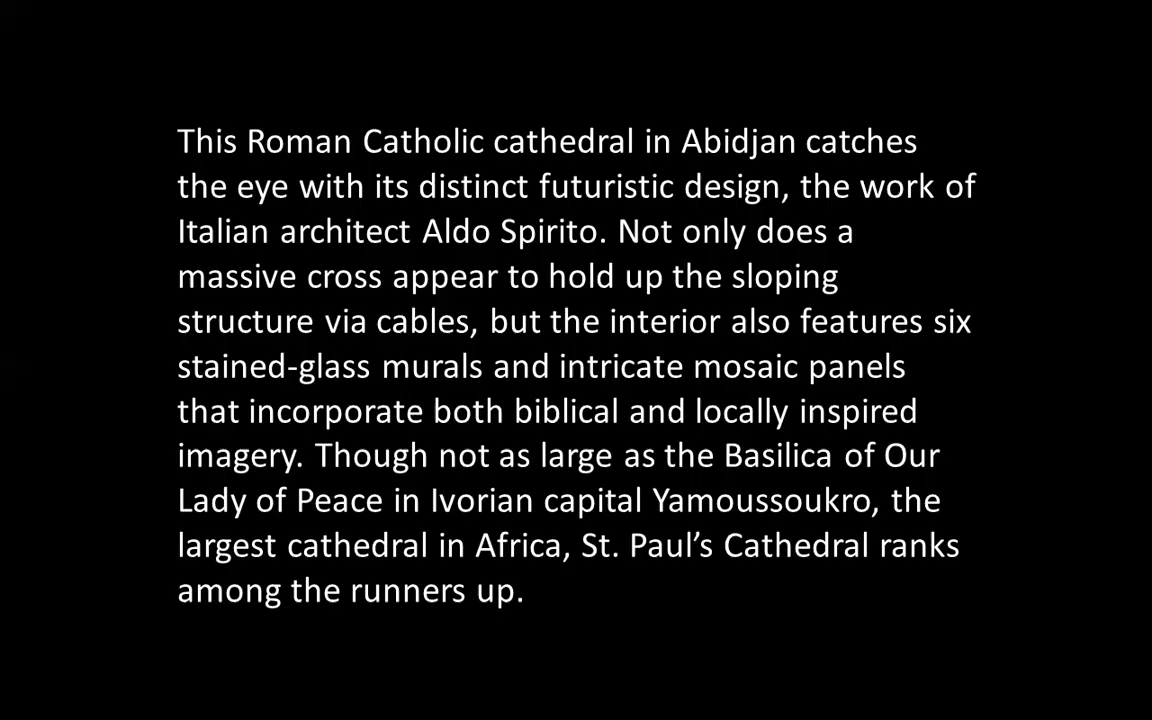 This Roman Catholic cathedral in Abidjan catches
the eye with its distinct futuristic design, the work of
Italian architect Aldo Spirito. Not only does a
massive cross appear to hold up the sloping
structure via cables, but the interior also features six
stained-glass murals and intricate mosaic panels
that incorporate both biblical and locally inspired
imagery. Though not as large as the Basilica of Our
Lady of Peace in Ivorian capital Yamoussoukro, the
largest cathedral in Africa, St. Paul’s Cathedral ranks
among the runners up.